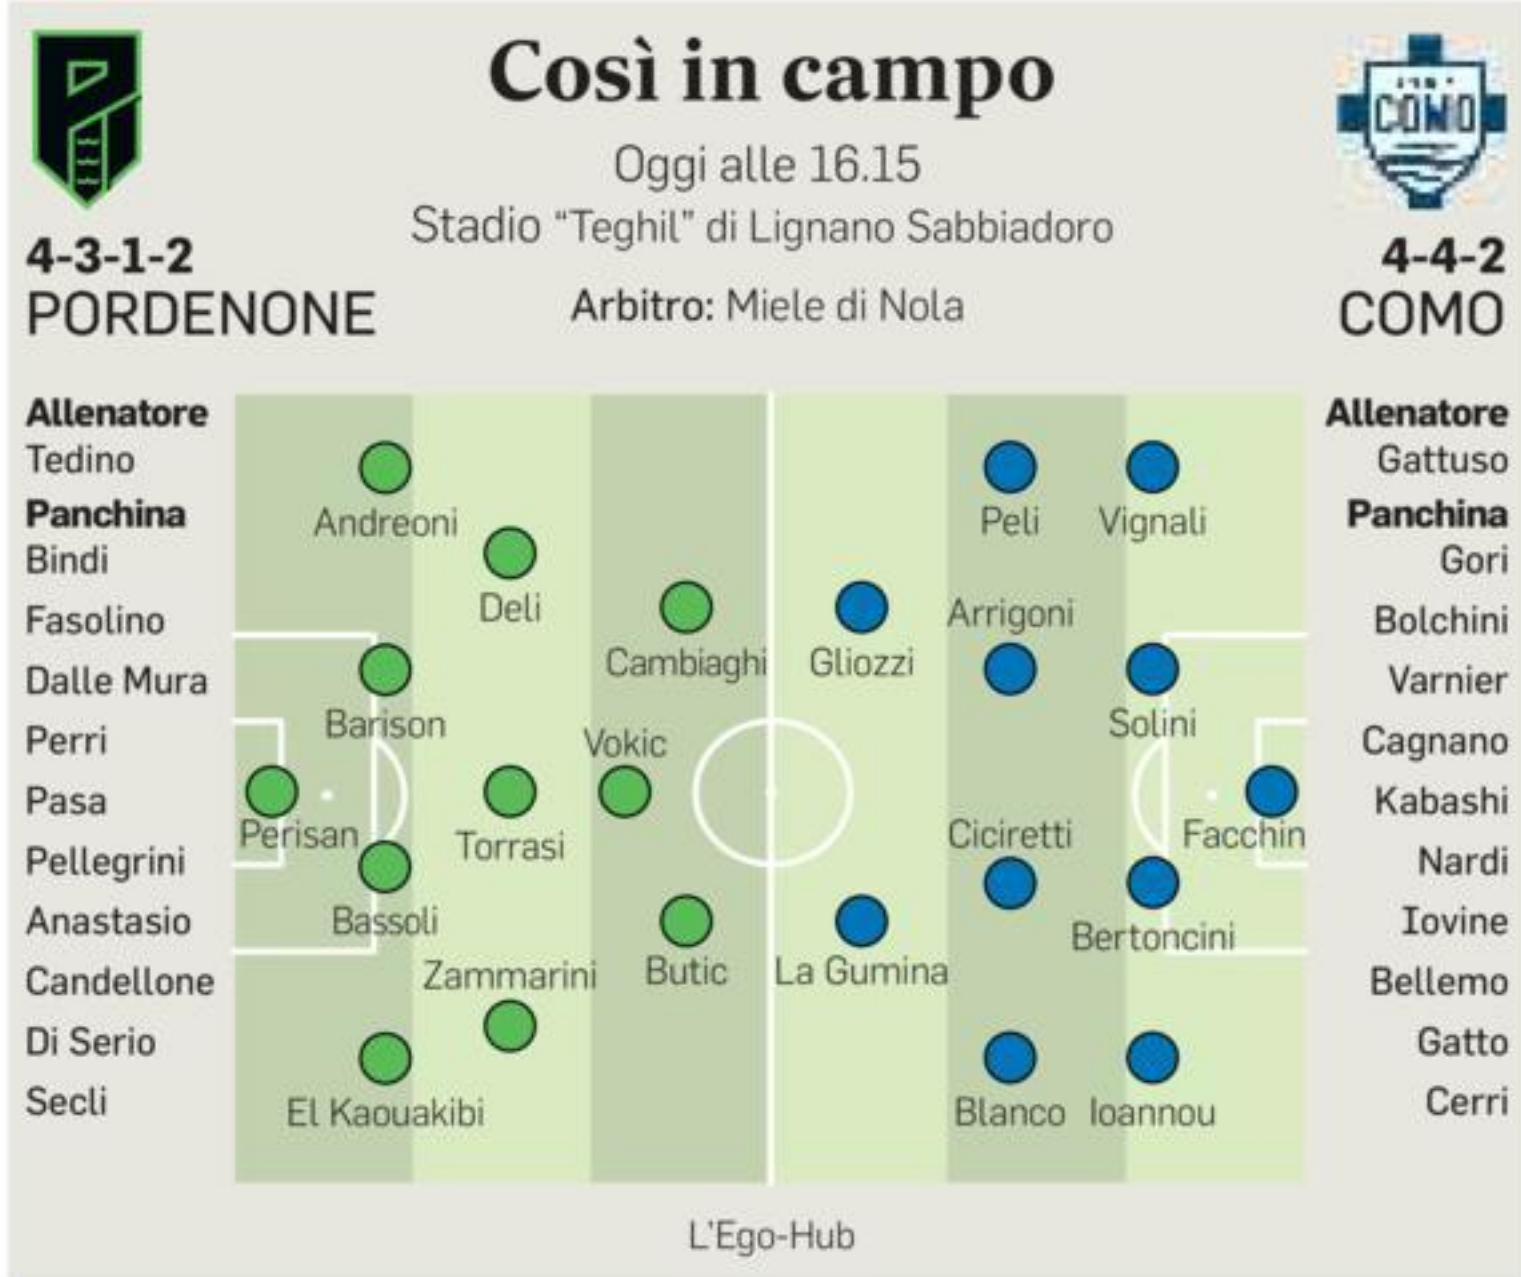 Così in campo
Oggi alle 16.15
Stadio “Teghil” di Lignano Sabbiadoro
Arbitro: Miele di Nola
4-3-1-2
PORDENONE
COMO
4-4-2
COMO
Allenatore
Tedino
Panchina
Bindi
Fasolino
Dalle Mura
Perri
Pasa
Pellegrini
Anastasio
Candellone
Di Serio
Secli
Andreoni
Deli
Cambiaghi
Barison
Vokic
Perisan
Torrasi
Bassoli
Zammarini
Butic
El Kaouakibi
Peli
Vignali
Arrigoni
Gliozzi
Solini
Ciciretti
Facchin
Bertoncini
La Gumina
Blanco
Ioannou
Allenatore
Gattuso
Panchina
Gori
Bolchini
Varnier
Cagnano
Kabashi
Nardi
Iovine
Bellemo
Gatto
Cerri
L'Ego-Hub